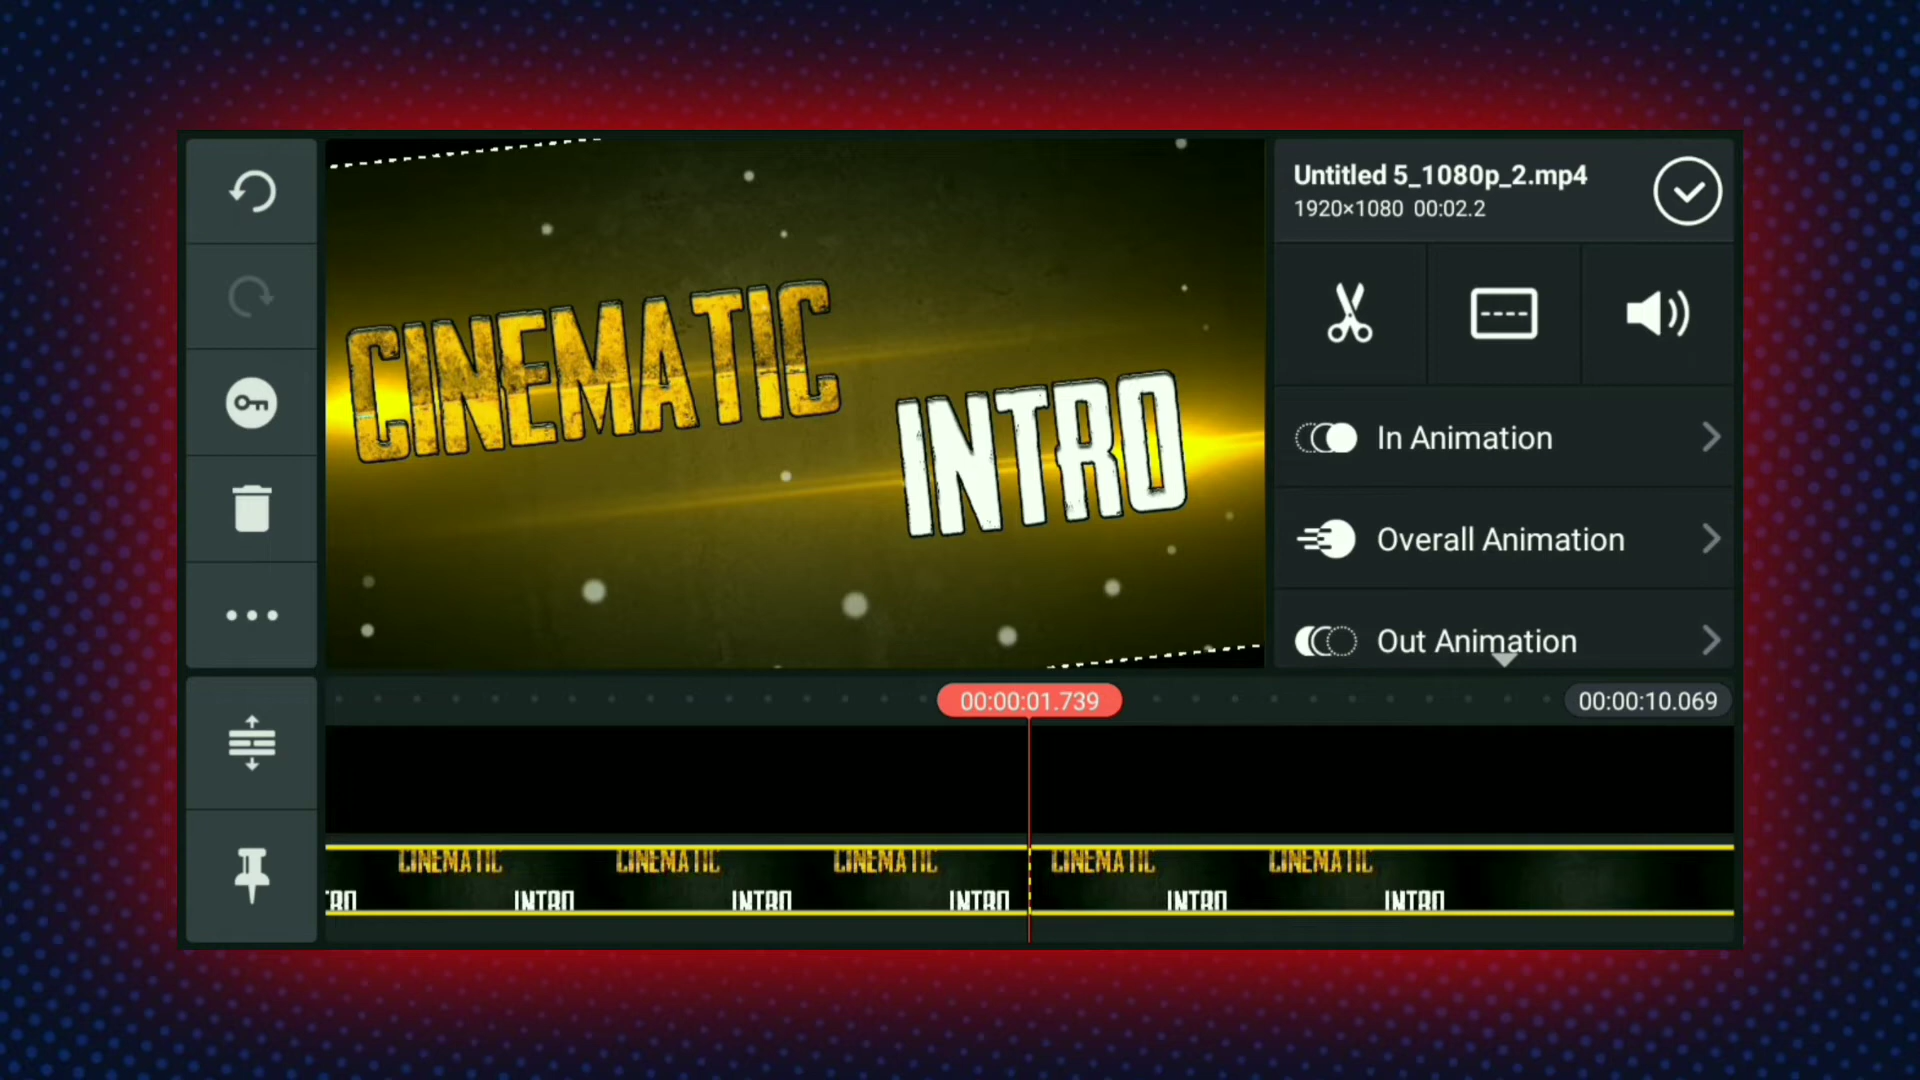 CINEMATIC
INTRO
Untitled 5_1080p_2.mp4
1920×1080 00:02.2
In Animation
Overall Animation
Out Animation
00:00:01.739
00:00:10.069
CINEMATIC CINEMATIC CINEMATIC CINEMATIC CINEMATIC
TRO INTRO INTRO INTRO INTRO INTRO